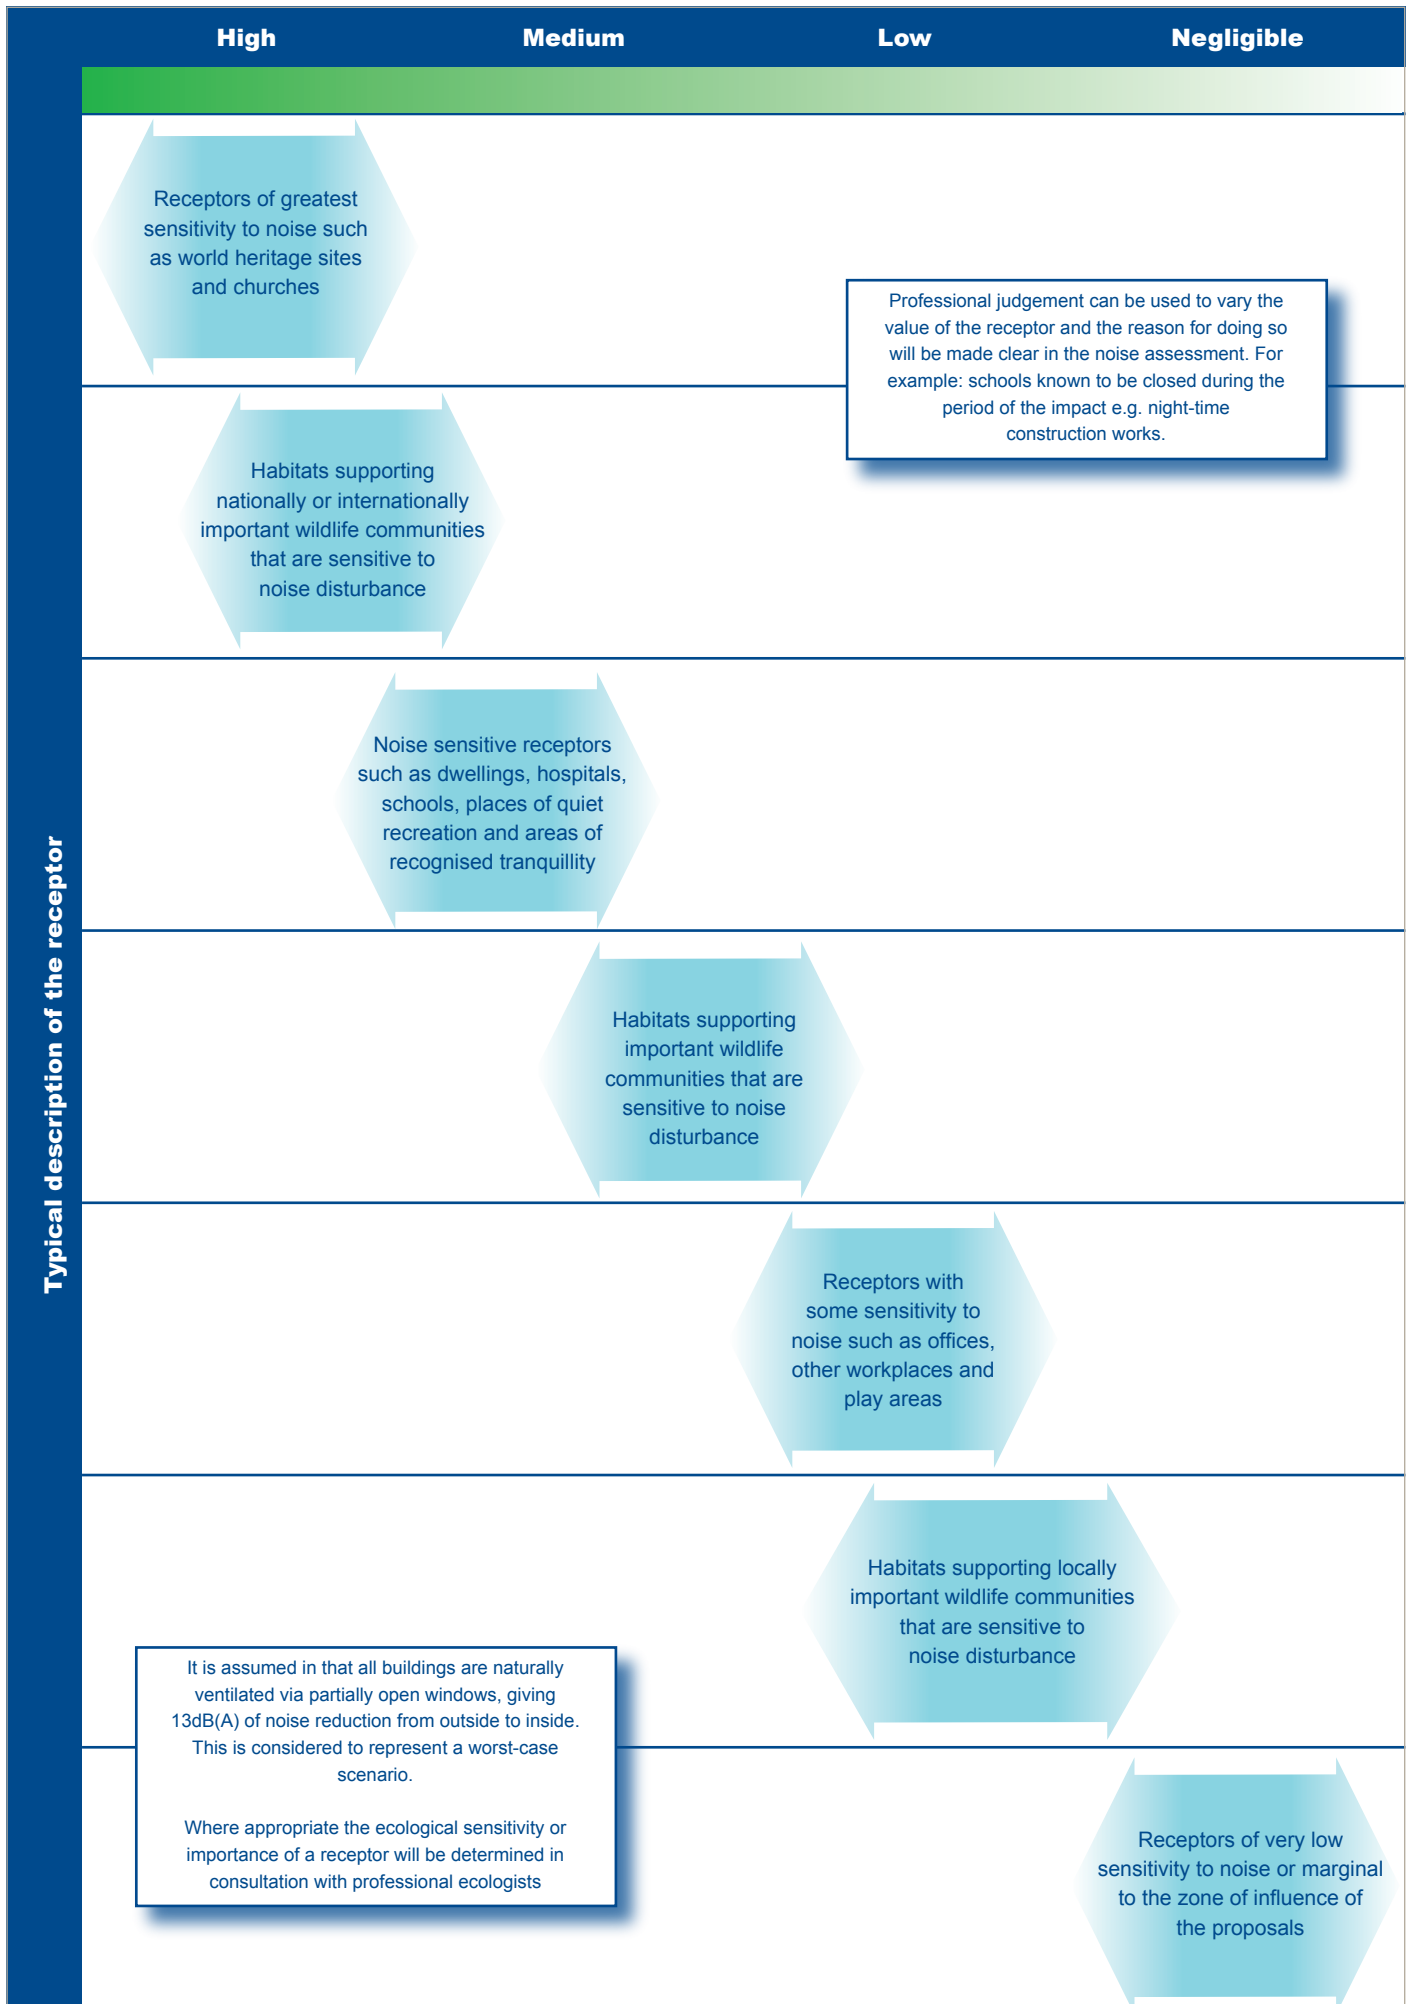 High Medium Low Negligible
Typical description of the receptor
Receptors of greatest
sensitivity to noise such
as world heritage sites
and churches
Professional judgement can be used to vary the
value of the receptor and the reason for doing so
will be made clear in the noise assessment. For
example: schools known to be closed during the
period of the impact e.g. night-time
construction works.
Habitats supporting
nationally or internationally
important wildlife communities
that are sensitive to
noise disturbance
Noise sensitive receptors
such as dwellings, hospitals,
schools, places of quiet
recreation and areas of
recognised tranquillity
Habitats supporting
important wildlife
communities that are
sensitive to noise
disturbance
Receptors with
some sensitivity to
noise such as offices,
other workplaces and
play areas
Habitats supporting locally
important wildlife communities
that are sensitive to
noise disturbance
It is assumed in that all buildings are naturally
ventilated via partially open windows, giving
13dB(A) of noise reduction from outside to inside.
This is considered to represent a worst-case
scenario.
Where appropriate the ecological sensitivity or
importance of a receptor will be determined in
consultation with professional ecologists
Receptors of very low
sensitivity to noise or marginal
to the zone of influence of
the proposals